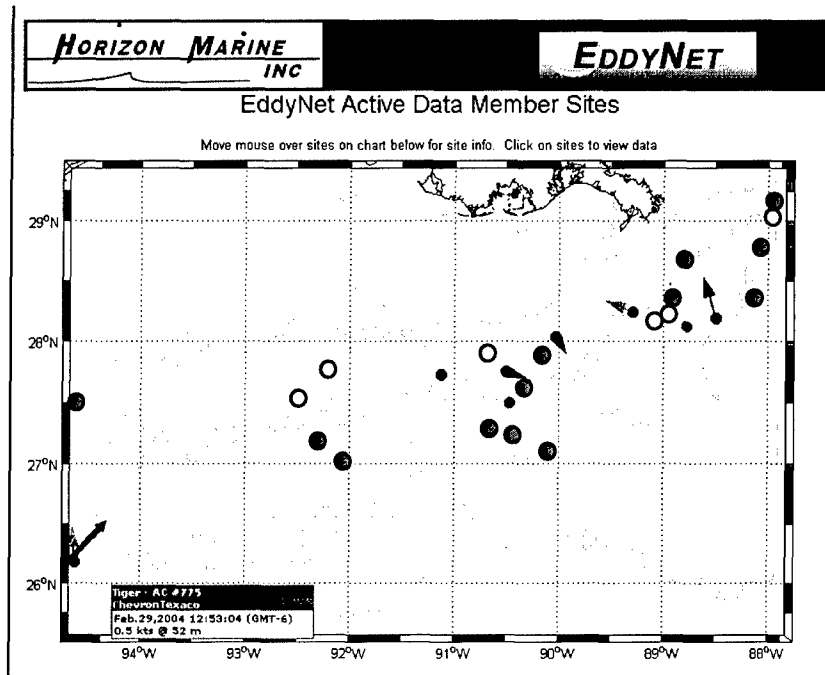 HORIZON MARINE
INC
EDDYNET
EddyNet Active Data Member Sites
Move mouse over sites on chart below for site info. Click on sites to view data
29°N
28°N
27°N
26°N
Tiger - AC #775
ChevronTexaco
Feb.29,2004 12:53:04 (GMT-6)
0.5 kts @ 52 m
94°W
93°W
92°W
91°W
90°W
89°W
88°W